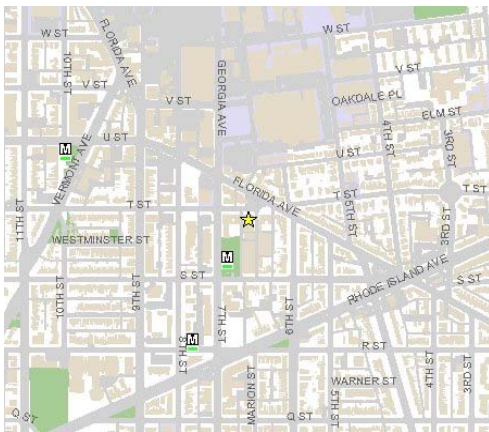 W ST
W ST
FLORIDA AVE
10TH ST
GEORGIA AVE
V ST
V ST
V ST
OAKDALE PL
ELM ST
M
VERMONT AVE
U ST
U ST
4TH ST
3RD ST
FLORIDA AVE
11TH ST
T ST
T ST
T ST
5TH ST
WESTMINSTER ST
3RD ST
M
S ST
S ST
RHODE ISLAND AVE
10TH ST
9TH ST
7TH ST
6TH ST
M
8TH ST
R ST
4TH ST
3RD ST
WARNER ST
MARION ST
5TH ST
Q ST
Q ST